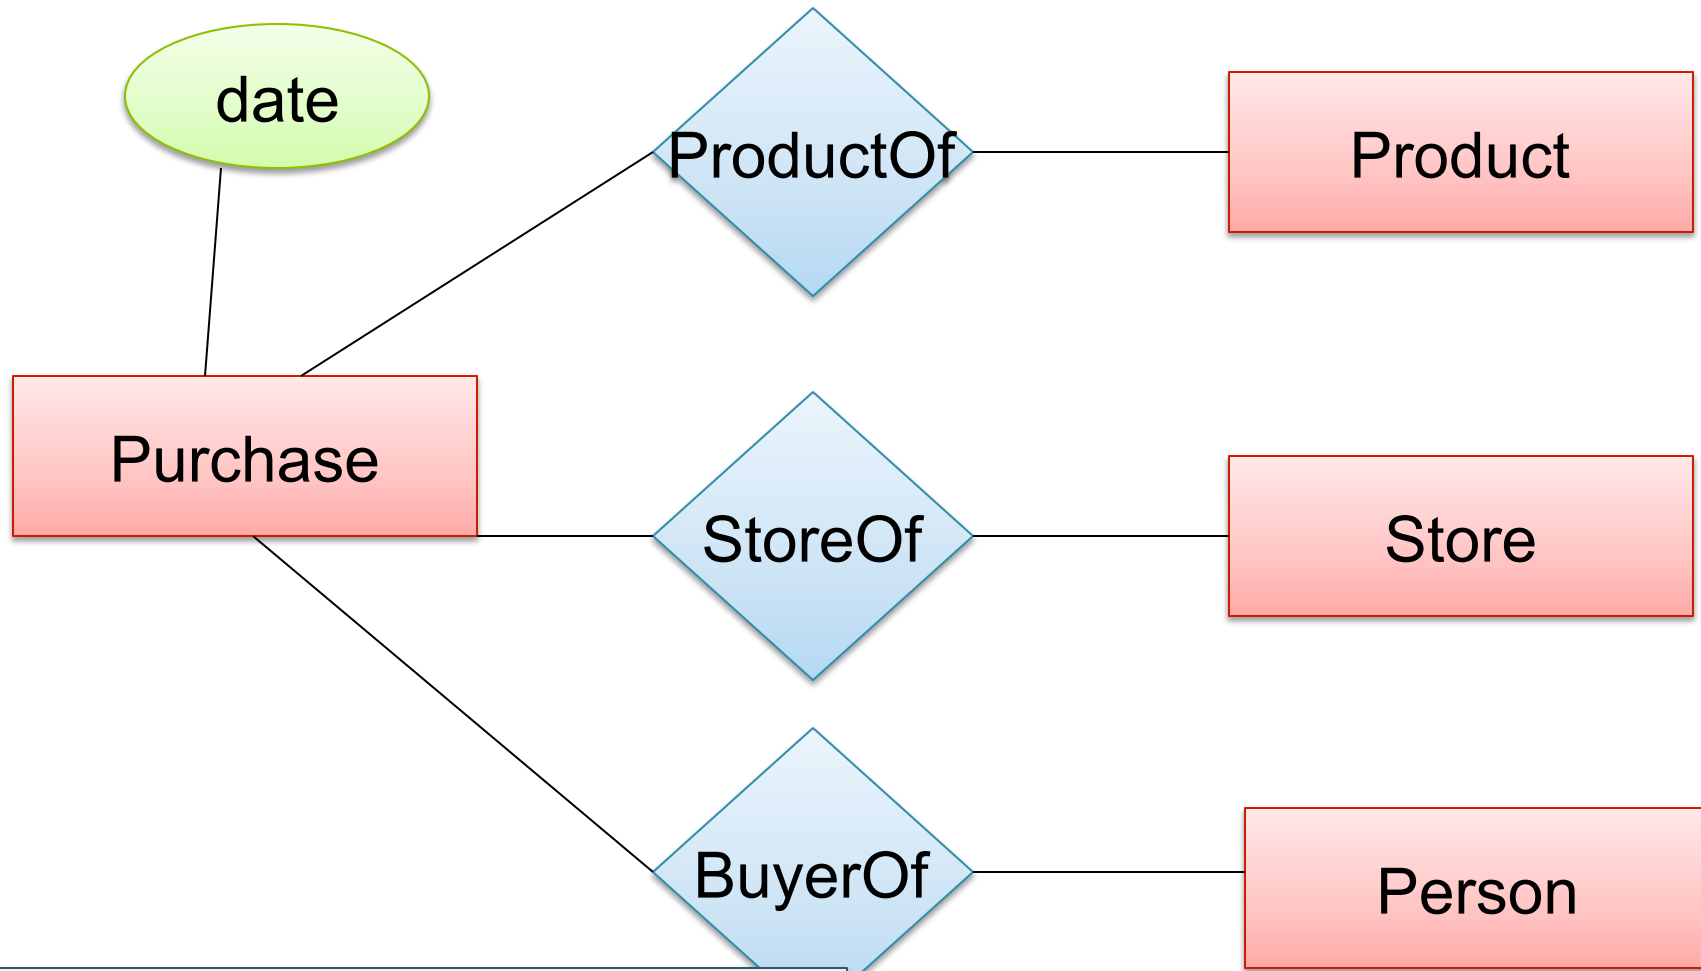 date
ProductOf
Product
Purchase
StoreOf
Store
BuyerOf
Person